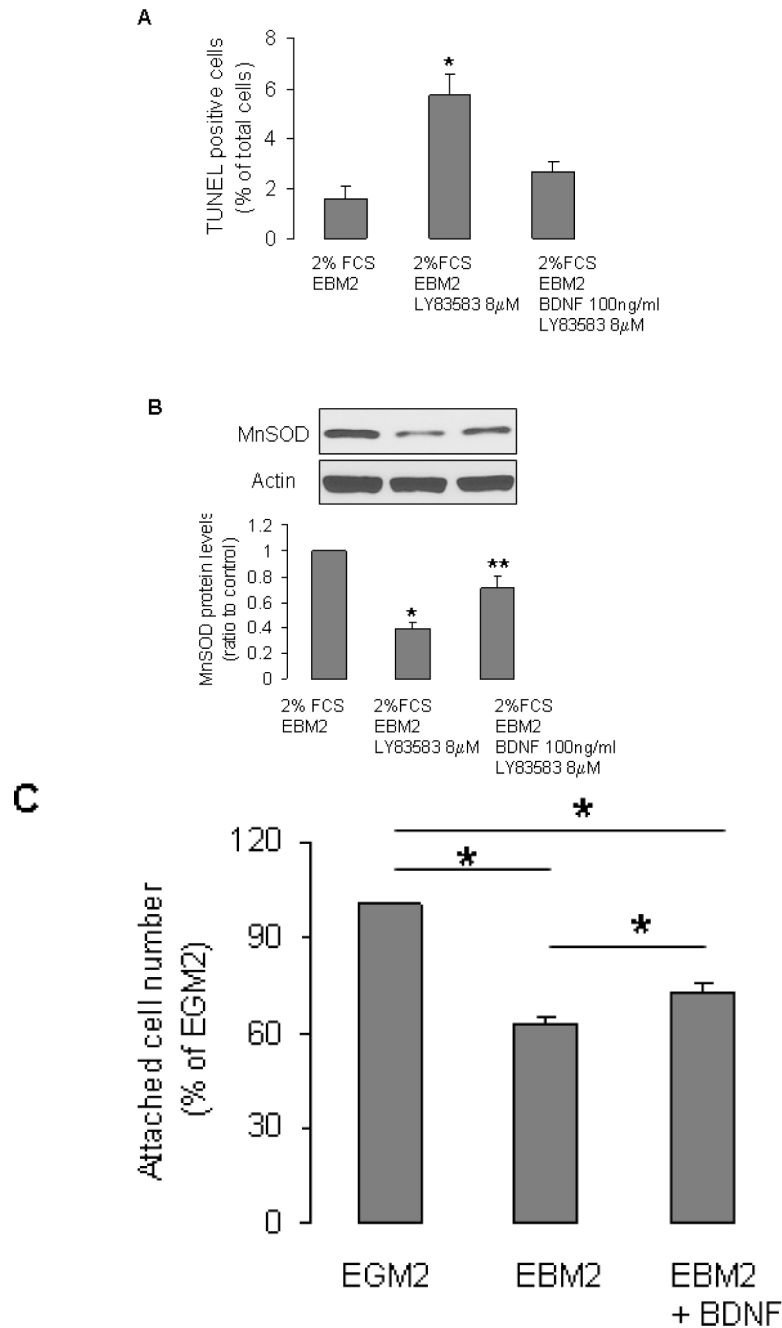 A
TUNEL positive cells
(% of total cells)
8
6
4
2
0
*
2% FCS
EBM2
2%FCS
EBM2
LY83583 8µM
2%FCS
EBM2
BDNF 100ng/ml
LY83583 8µM
B
MnSOD
Actin
MnSOD protein levels
(ratio to control)
1.2
1
0.8
0.6
0.4
0.2
0
*
**
2% FCS
EBM2
2%FCS
EBM2
LY83583 8µM
2%FCS
EBM2
BDNF 100ng/ml
LY83583 8µM
C
Attached cell number
(% of EGM2)
120
90
60
30
0
*
*
*
EGM2
EBM2
EBM2
+ BDNF